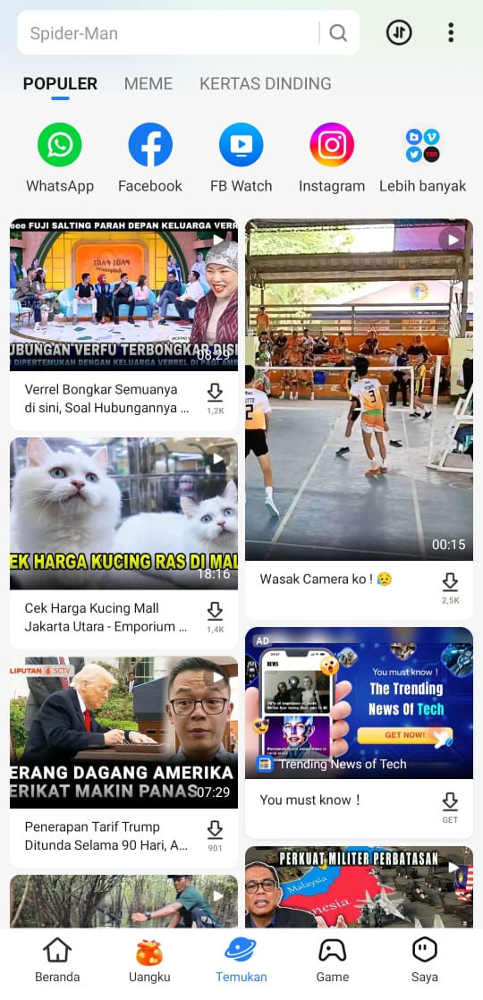 Spider-Man
POPULER
MEME
KERTAS DINDING
WhatsApp
Facebook
FB Watch
Instagram
Lebih banyak
eee FUJI SALTING PARAH DEPAN KELUARGA VERR
UBUNGAN VERFU TERBONGKAR DISI
DIPERTEMUKAN DENGAN KELUARGA VERREL DI PAGI AMB
08:29
Verrel Bongkar Semuanya
di sini, Soal Hubungannya ...
1,2K
EK HARGA KUCING RAS DI MAL
18:16
Cek Harga Kucing Mall
Jakarta Utara - Emporium ...
1,4K
LIPUTAN 6 SCTV
ERANG DAGANG AMERIKA
ERIKAT MAKIN PANAS
07:29
Penerapan Tarif Trump
Ditunda Selama 90 Hari, A...
901
2
3
00:15
Wasak Camera ko ! 😥
2,5K
AD
NEWS
You must know !
The Trending
News Of Tech
GET NOW!
Trending News of Tech
You must know !
GET
PERKUAT MILITER PERBATASAN
Malaysia
nesia
Beranda
Uangku
Temukan
Game
Saya